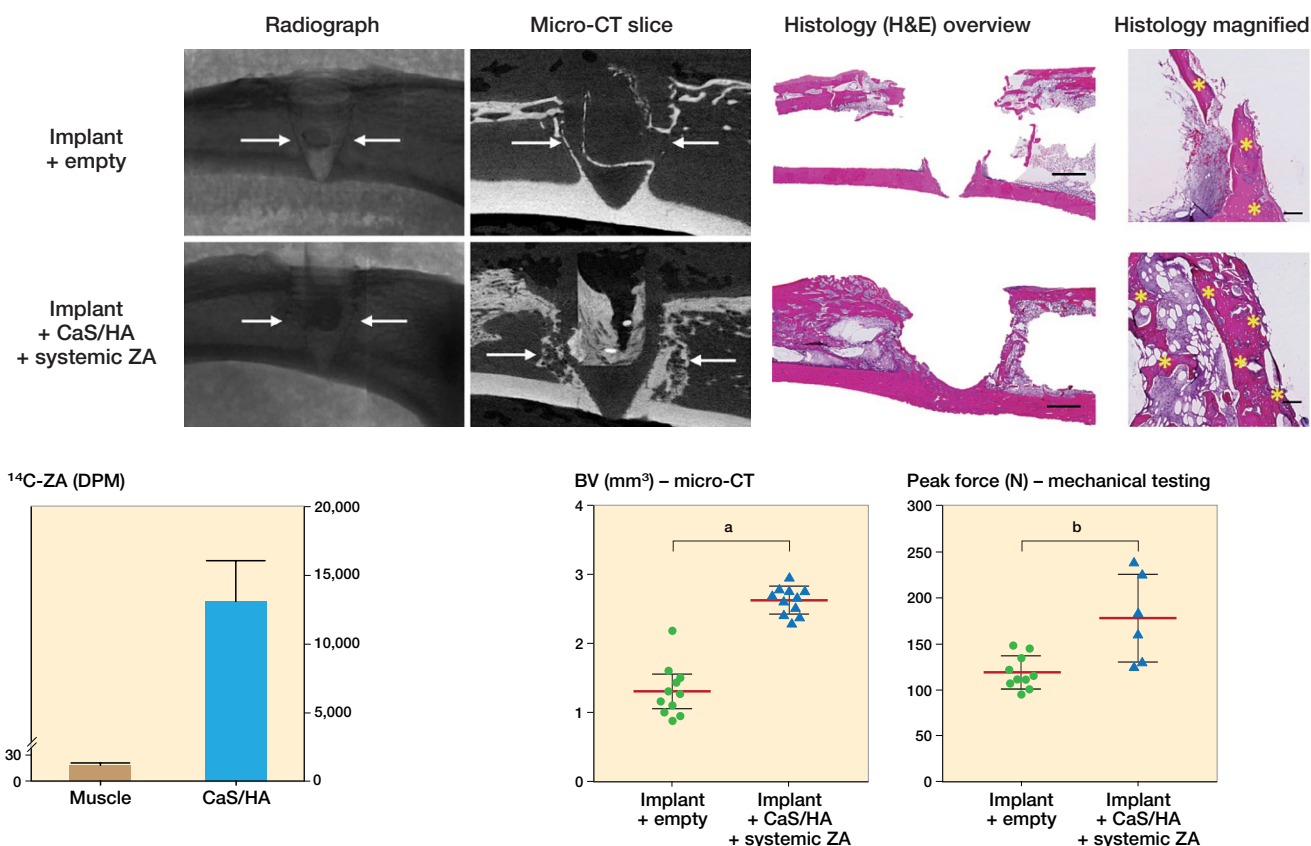 Radiograph
Micro-CT slice
Histology (H&E) overview
Histology magnified
Implant
+ empty
Implant
+ CaS/HA
+ systemic ZA
¹⁴C-ZA (DPM)
20,000
15,000
10,000
5,000
0
30
0
Muscle
CaS/HA
BV (mm³) – micro-CT
4
3
2
1
0
a
Implant
+ empty
Implant
+ CaS/HA
+ systemic ZA
Peak force (N) – mechanical testing
300
250
200
150
100
50
0
b
Implant
+ empty
Implant
+ CaS/HA
+ systemic ZA